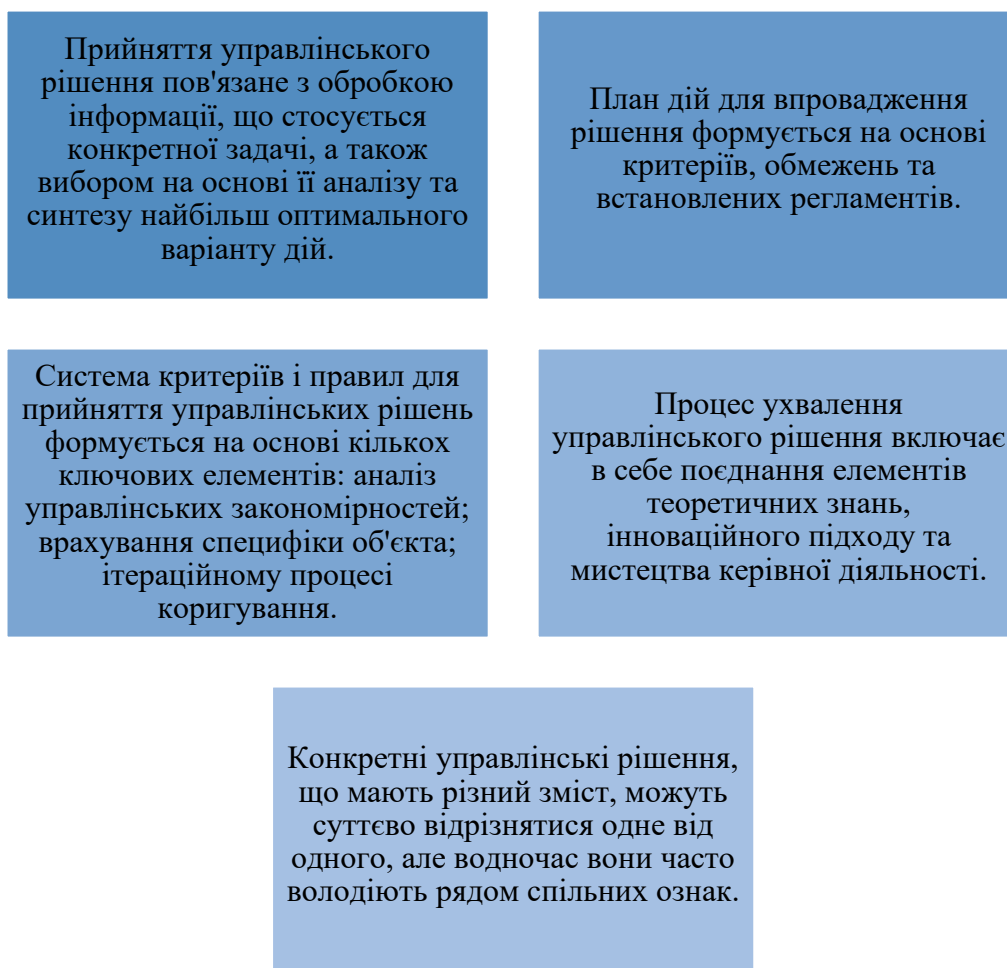 Прийняття управлінського
рішення пов'язане з обробкою
інформації, що стосується
конкретної задачі, а також
вибором на основі її аналізу та
синтезу найбільш оптимального
варіанту дій.
План дій для впровадження
рішення формується на основі
критеріїв, обмежень та
встановлених регламентів.
Система критеріїв і правил для
прийняття управлінських рішень
формується на основі кількох
ключових елементів: аналіз
управлінських закономірностей;
врахування специфіки об'єкта;
ітераційному процесі
коригування.
Процес ухвалення
управлінського рішення включає
в себе поєднання елементів
теоретичних знань,
інноваційного підходу та
мистецтва керівної діяльності.
Конкретні управлінські рішення,
що мають різний зміст, можуть
суттєво відрізнятися одне від
одного, але водночас вони часто
володіють рядом спільних ознак.